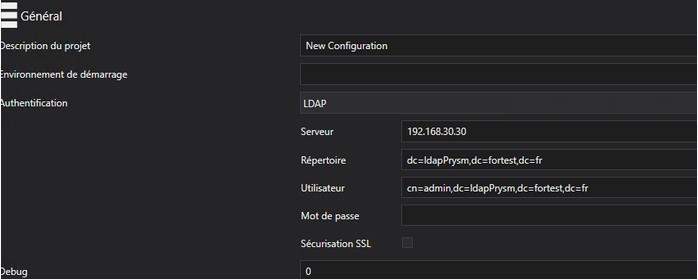 Général
Description du projet New Configuration
Environnement de démarrage
Authentification LDAP
Serveur 192.168.30.30
Répertoire dc=ldapPrysm,dc=fortest,dc=fr
Utilisateur cn=admin,dc=ldapPrysm,dc=fortest,dc=fr
Mot de passe
Sécurisation SSL
Debug 0